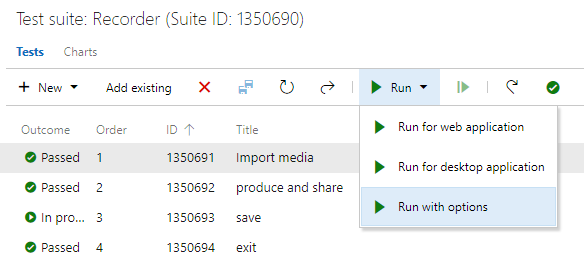 Test suite: Recorder (Suite ID: 1350690)
Tests Charts
New Add existing Run
Run for web application
Run for desktop application
Run with options
Outcome Order ID Title
Passed 1 1350691 Import media
Passed 2 1350692 produce and share
In pro... 3 1350693 save
Passed 4 1350694 exit